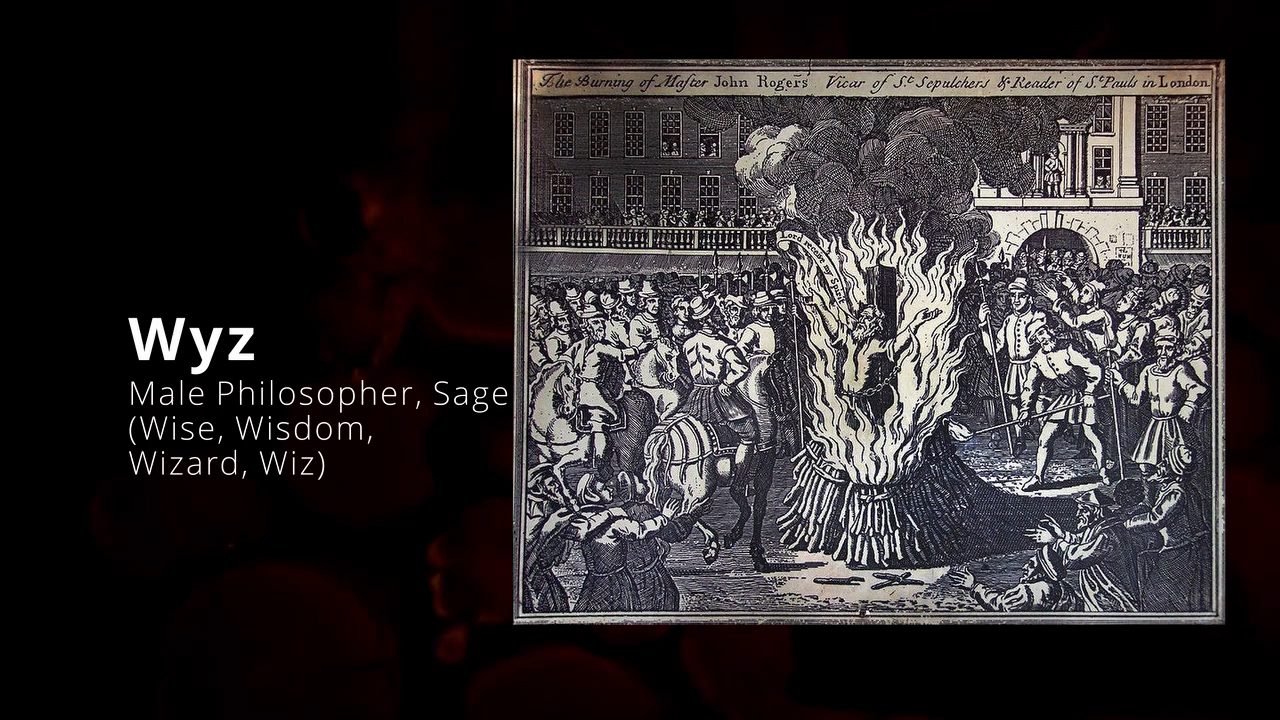 The Burning of Master John Rogers Vicar of St Sepulchers & Reader of St Pauls in London
Lord
Wyz
Male Philosopher, Sage
(Wise, Wisdom,
Wizard, Wiz)